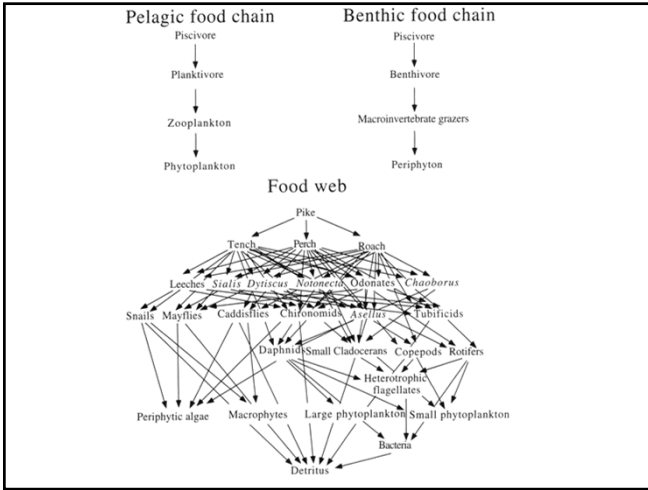 Pelagic food chain
Piscivore
Planktivore
Zooplankton
Phytoplankton
Benthic food chain
Piscivore
Benthivore
Macroinvertebrate grazers
Periphyton
Food web
Pike
Tench Perch Roach
Leeches Sialis Dytiscus Notonecta Odonates Chaoborus
Snails Mayflies Caddisflies Chironomids Asellus Tubificids
Daphnids Small Cladocerans Copepods Rotifers
Heterotrophic
flagellates
Periphytic algae Macrophytes Large phytoplankton Small phytoplankton
Bacteria
Detritus